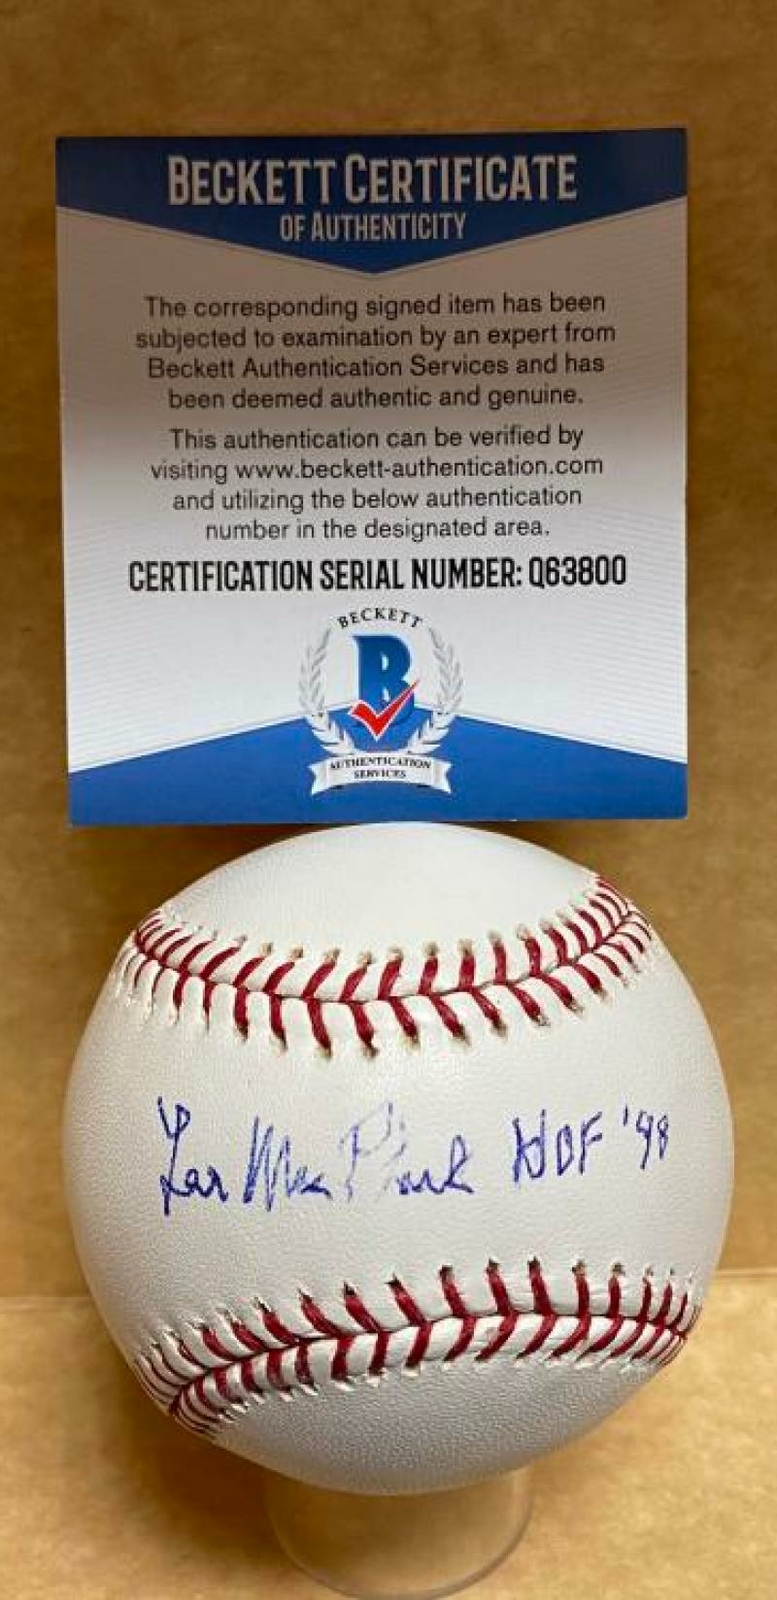 BECKETT CERTIFICATE
OF AUTHENTICITY
The corresponding signed item has been
subjected to examination by an expert from
Beckett Authentication Services and has
been deemed authentic and genuine.
This authentication can be verified by
visiting www.beckett-authentication.com
and utilizing the below authentication
number in the designated area.
CERTIFICATION SERIAL NUMBER: Q63800
BECKETT
B
AUTHENTICATION
SERVICES
Lee MacPhail HOF '98